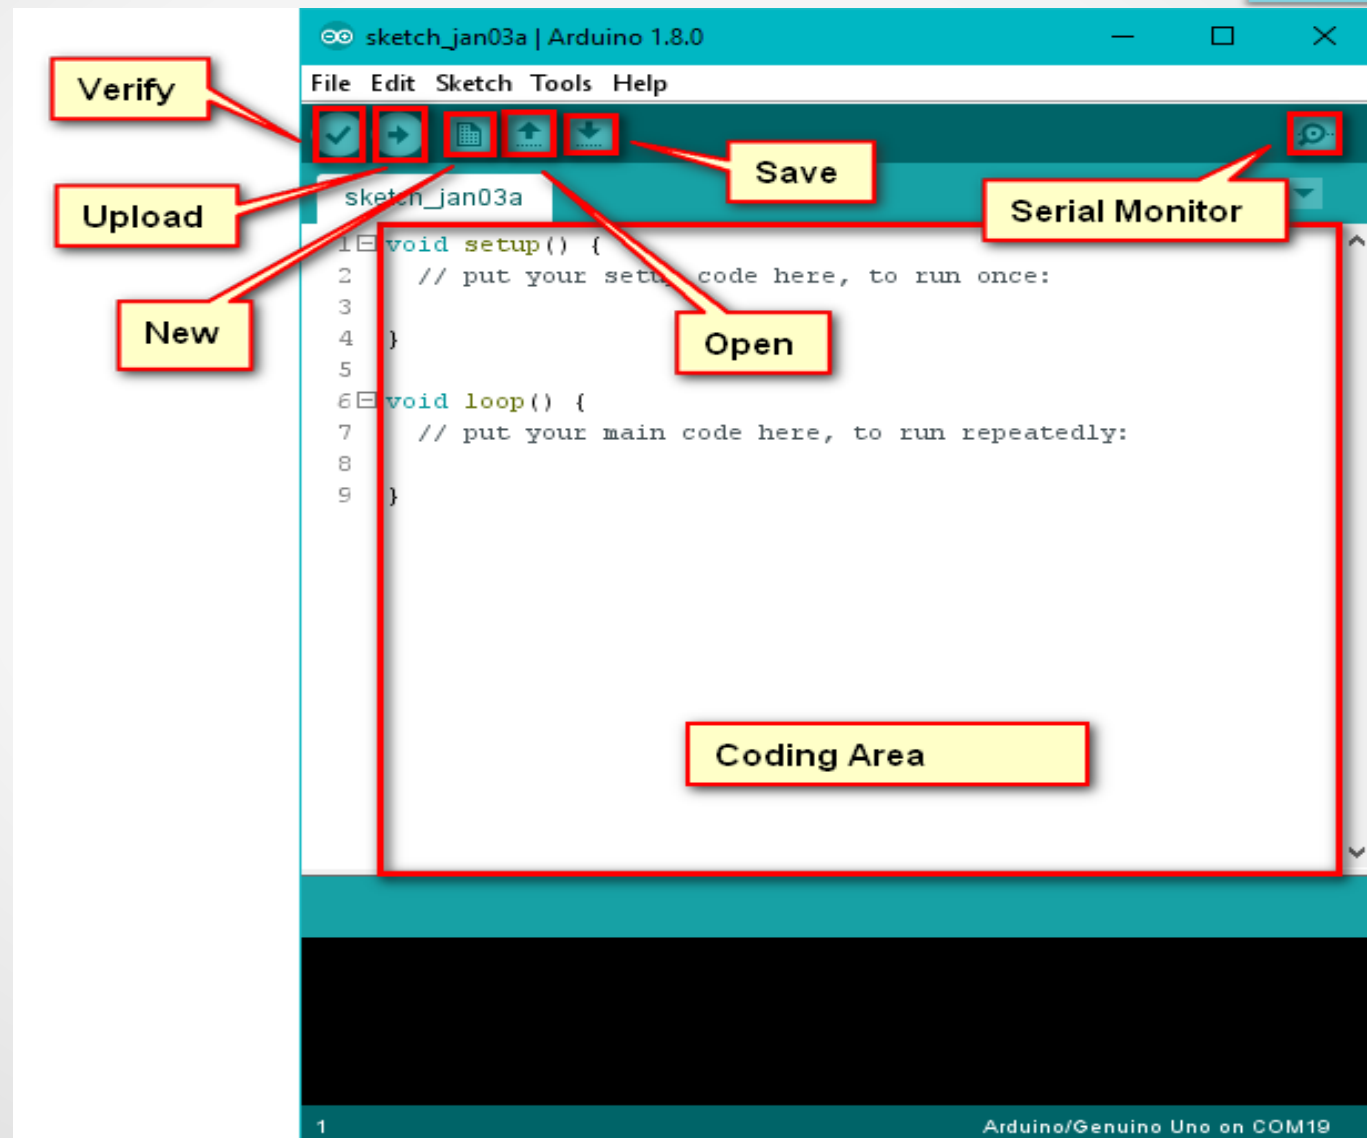 sketch_jan03a | Arduino 1.8.0
File Edit Sketch Tools Help
Verify
Upload
New
Save
Open
Serial Monitor
sketch_jan03a
1 void setup() {
2 // put your setup code here, to run once:
3
4 }
5
6 void loop() {
7 // put your main code here, to run repeatedly:
8
9 }
Coding Area
1 Arduino/Genuino Uno on COM19